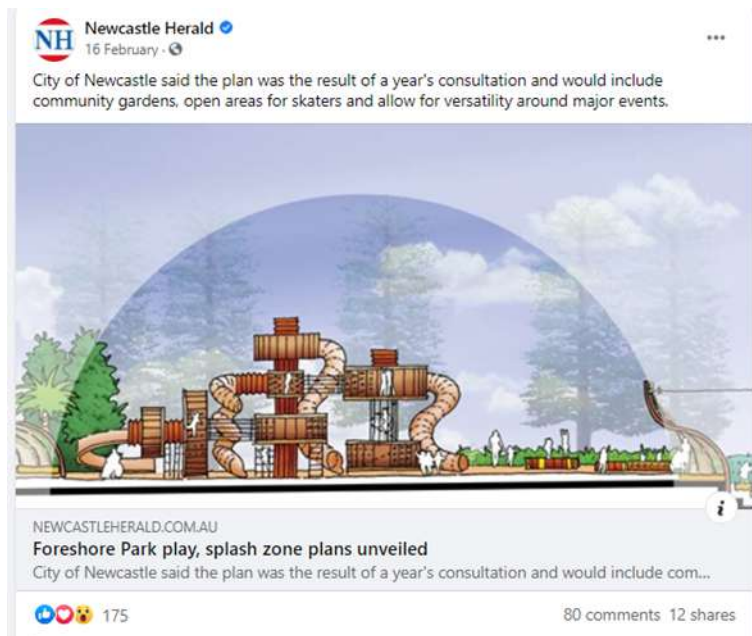 NH
Newcastle Herald
16 February ·
City of Newcastle said the plan was the result of a year's consultation and would include
community gardens, open areas for skaters and allow for versatility around major events.
i
NEWCASTLEHERALD.COM.AU
Foreshore Park play, splash zone plans unveiled
City of Newcastle said the plan was the result of a year's consultation and would include com...
175
80 comments 12 shares